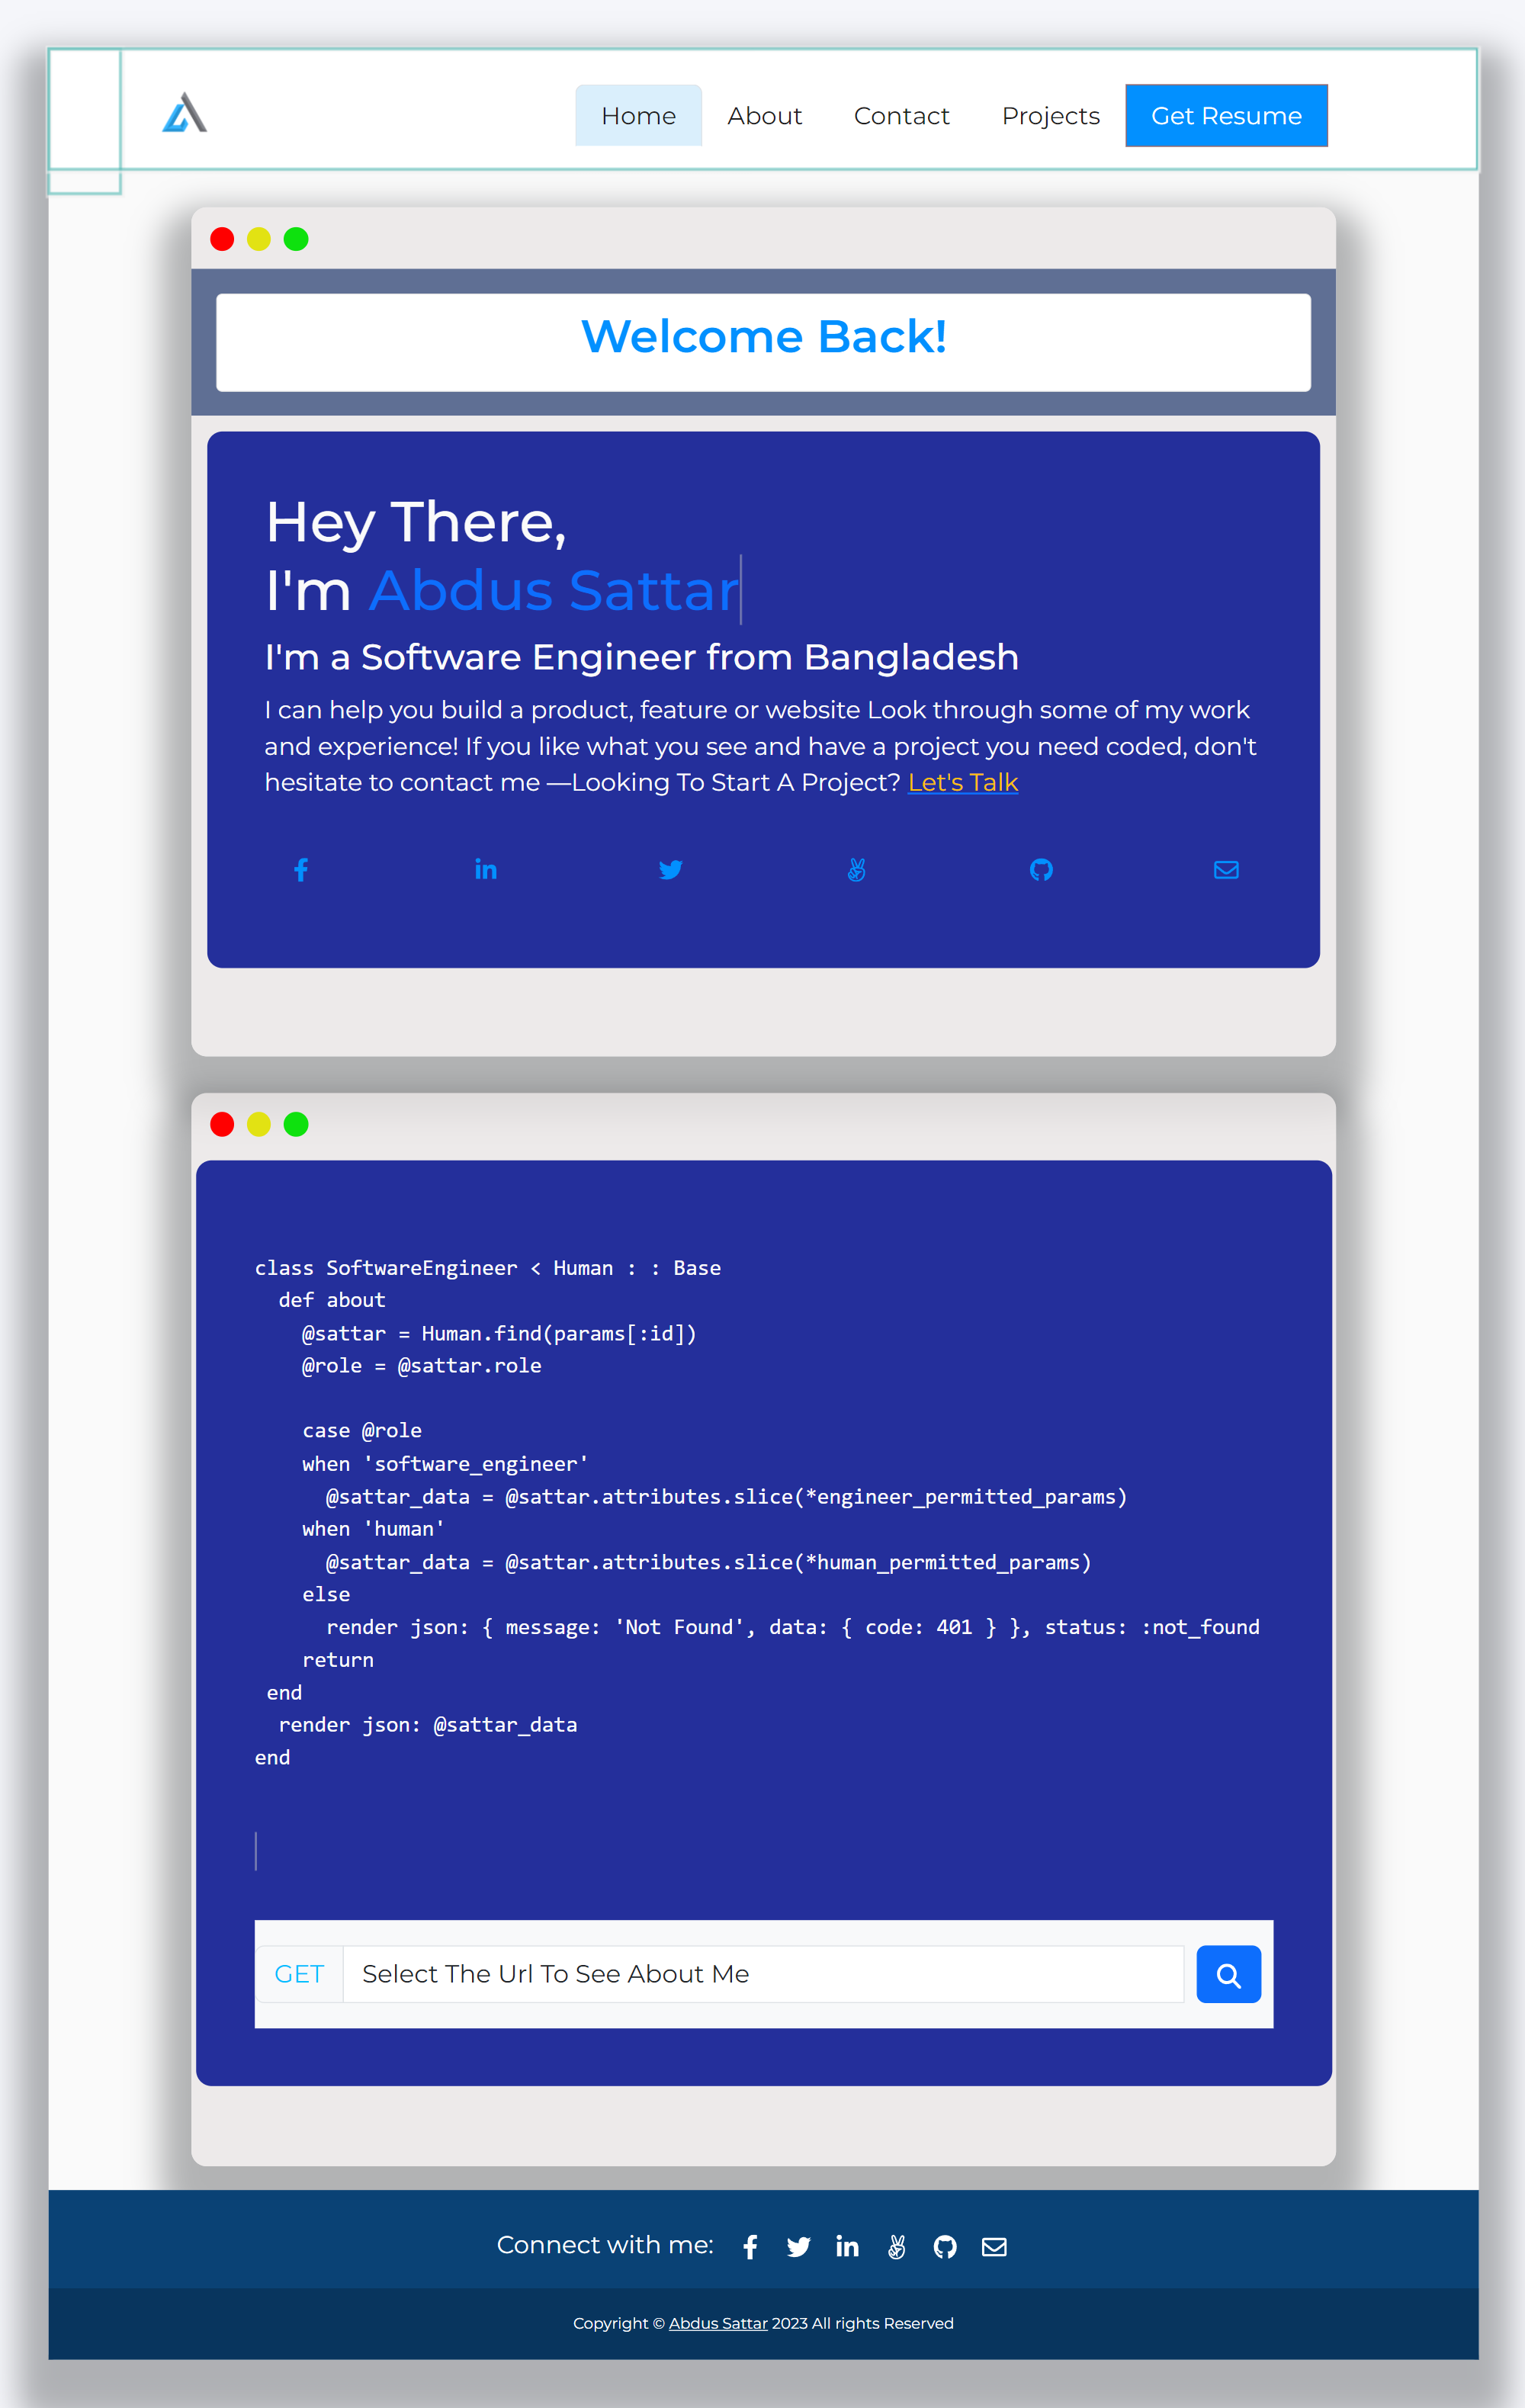 Home About Contact Projects Get Resume
Welcome Back!
Hey There,
I'm Abdus Sattar
I'm a Software Engineer from Bangladesh
I can help you build a product, feature or website Look through some of my work
and experience! If you like what you see and have a project you need coded, don't
hesitate to contact me —Looking To Start A Project? Let's Talk
class SoftwareEngineer < Human : : Base
  def about
    @sattar = Human.find(params[:id])
    @role = @sattar.role
    case @role
    when 'software_engineer'
      @sattar_data = @sattar.attributes.slice(*engineer_permitted_params)
    when 'human'
      @sattar_data = @sattar.attributes.slice(*human_permitted_params)
    else
      render json: { message: 'Not Found', data: { code: 401 } }, status: :not_found
    return
 end
  render json: @sattar_data
end
GET Select The Url To See About Me
Connect with me:
Copyright © Abdus Sattar 2023 All rights Reserved